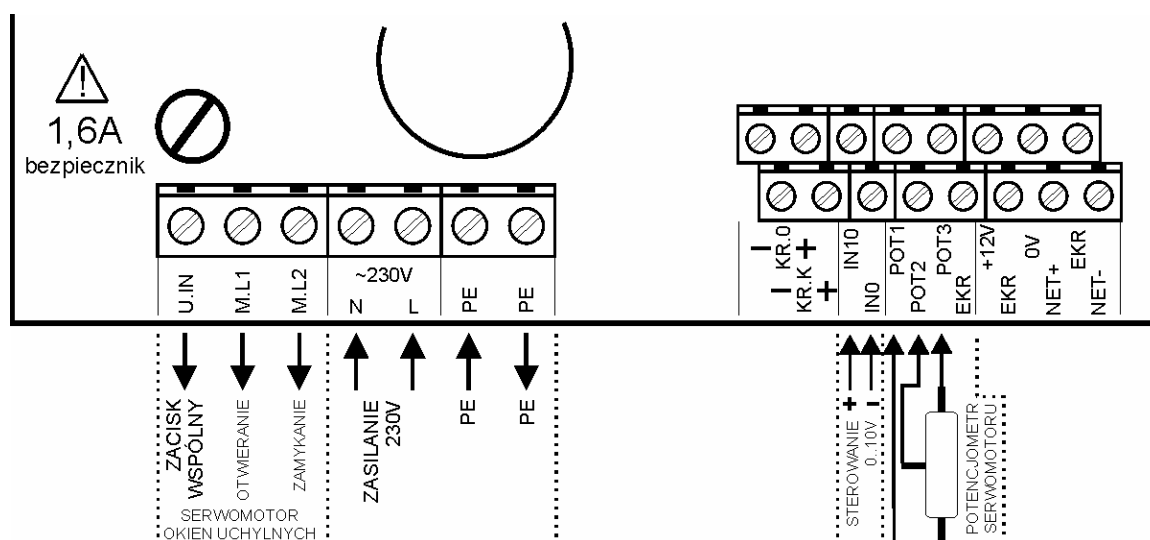 1,6A
bezpiecznik
U.IN
M.L1
M.L2
~230V
N
L
PE
PE
– KR.0 +
– KR.K +
IN10
IN0
POT1
POT2
POT3
EKR
+12V
EKR
0V
NET+
EKR
NET-
ZACISK
WSPÓLNY
OTWIERANIE
ZAMYKANIE
SERWOMOTOR
OKIEN UCHYLNYCH
ZASILANIE
230V
PE
PE
STEROWANIE + –
0..10V
POTENCJOMETR
SERWOMOTORU